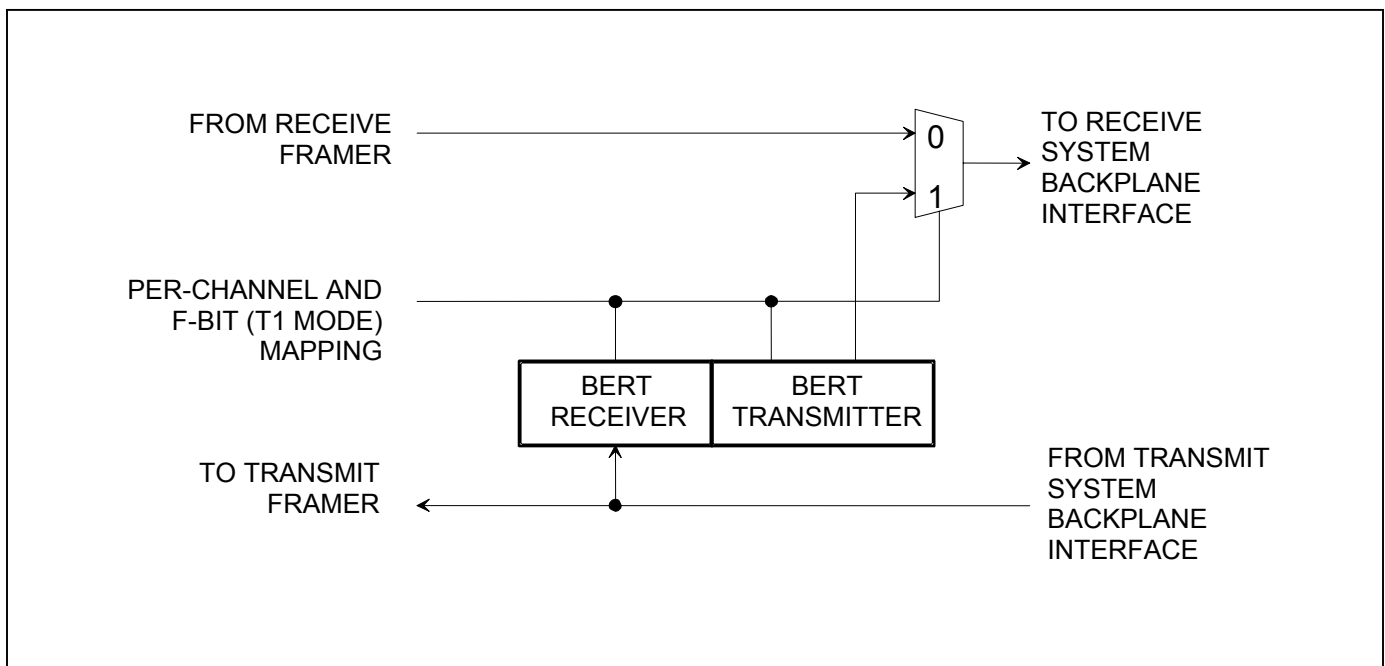 FROM RECEIVE
FRAMER
0
TO RECEIVE
SYSTEM
BACKPLANE
INTERFACE
1
PER-CHANNEL AND
F-BIT (T1 MODE)
MAPPING
BERT
RECEIVER
BERT
TRANSMITTER
TO TRANSMIT
FRAMER
FROM TRANSMIT
SYSTEM
BACKPLANE
INTERFACE